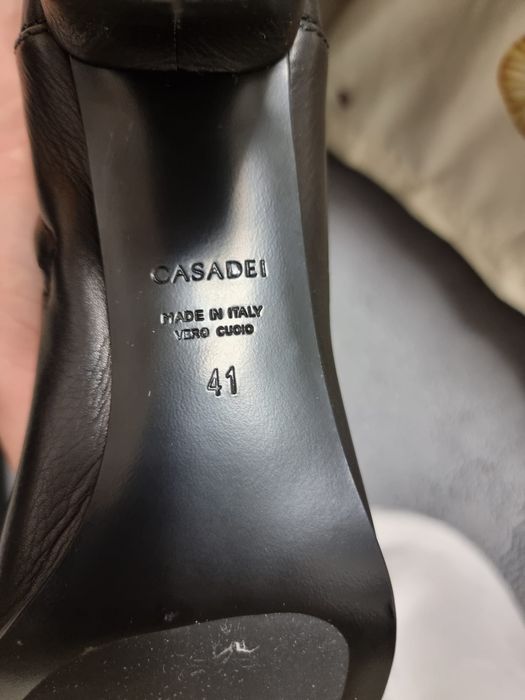 CASADEI
MADE IN ITALY
VERO CUOIO
41